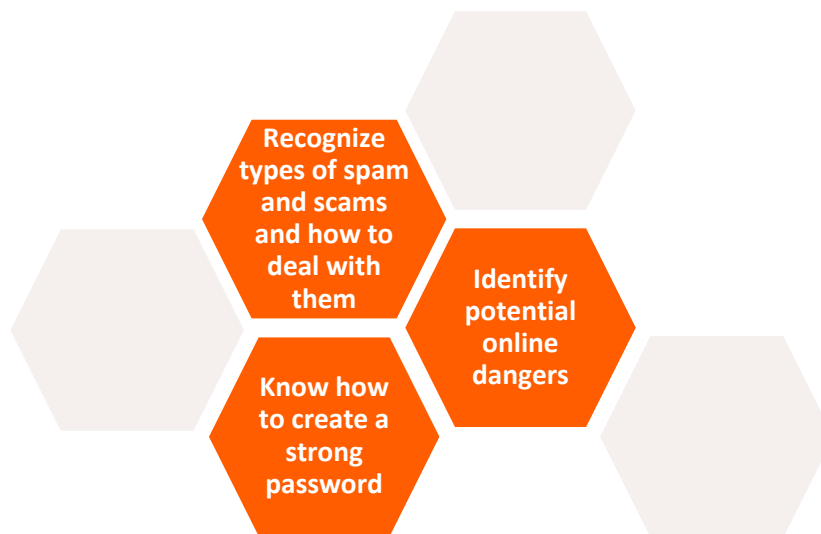 Recognize
types of spam
and scams
and how to
deal with
them
Identify
potential
online
dangers
Know how
to create a
strong
password